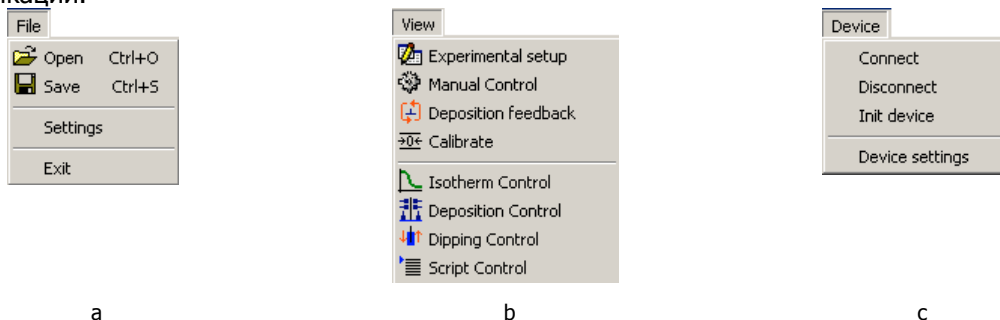 File
Open Ctrl+O
Save Ctrl+S
Settings
Exit
a
View
Experimental setup
Manual Control
Deposition feedback
Calibrate
Isotherm Control
Deposition Control
Dipping Control
Script Control
b
Device
Connect
Disconnect
Init device
Device settings
c